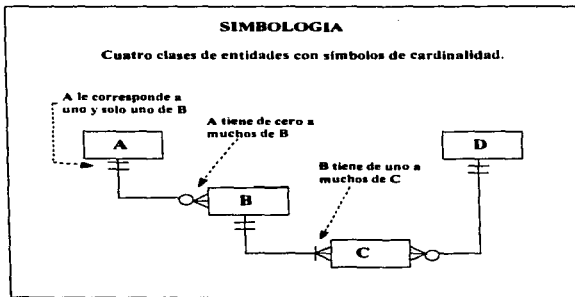 SIMBOLOGIA
Cuatro clases de entidades con símbolos de cardinalidad.
A le corresponde a
uno y solo uno de B
A tiene de cero a
muchos de B
A
D
B tiene de uno a
muchos de C
B
C